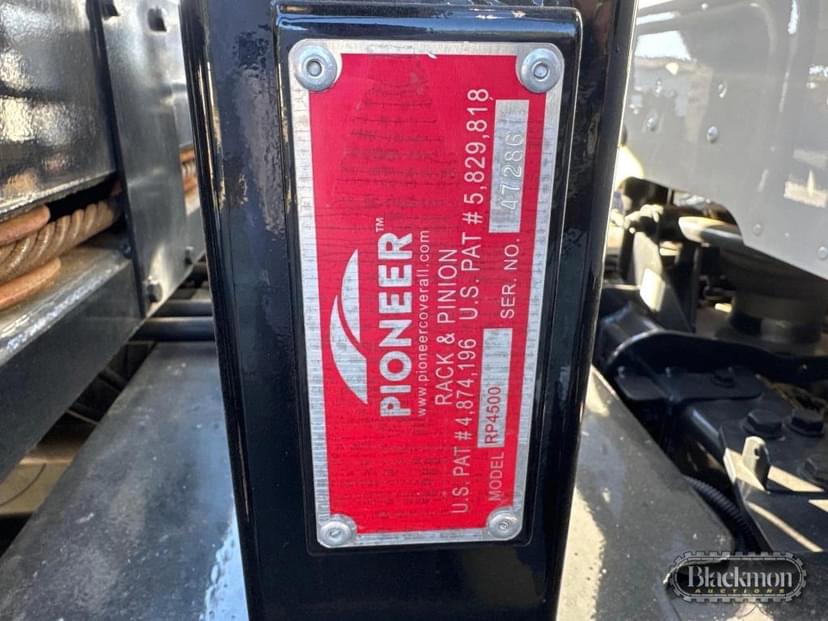 PIONEER™
www.pioneercoverall.com
RACK & PINION
U.S. PAT # 4,874,196 U.S. PAT # 5,829,818
MODEL RP4500 SER. NO. 47286
Blackmon
AUCTIONS